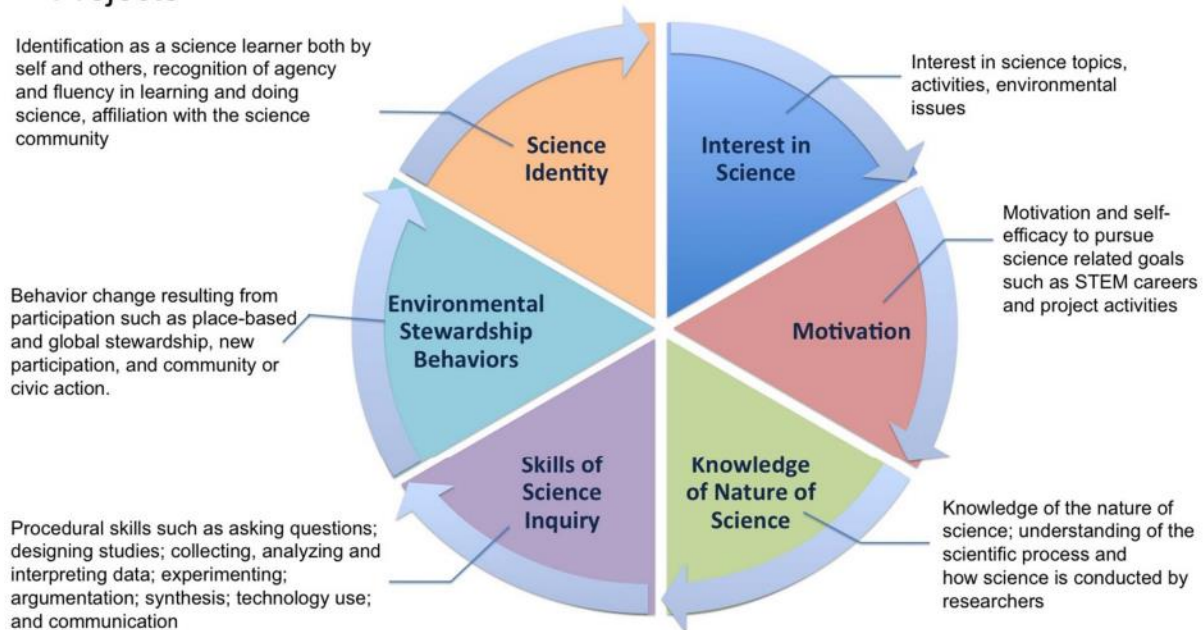 Identification as a science learner both by
self and others, recognition of agency
and fluency in learning and doing
science, affiliation with the science
community
Science
Identity
Interest in
Science
Interest in science topics,
activities, environmental
issues
Motivation
Motivation and self-
efficacy to pursue
science related goals
such as STEM careers
and project activities
Knowledge
of Nature of
Science
Knowledge of the nature of
science; understanding of the
scientific process and
how science is conducted by
researchers
Skills of
Science
Inquiry
Procedural skills such as asking questions;
designing studies; collecting, analyzing and
interpreting data; experimenting;
argumentation; synthesis; technology use;
and communication
Environmental
Stewardship
Behaviors
Behavior change resulting from
participation such as place-based
and global stewardship, new
participation, and community or
civic action.